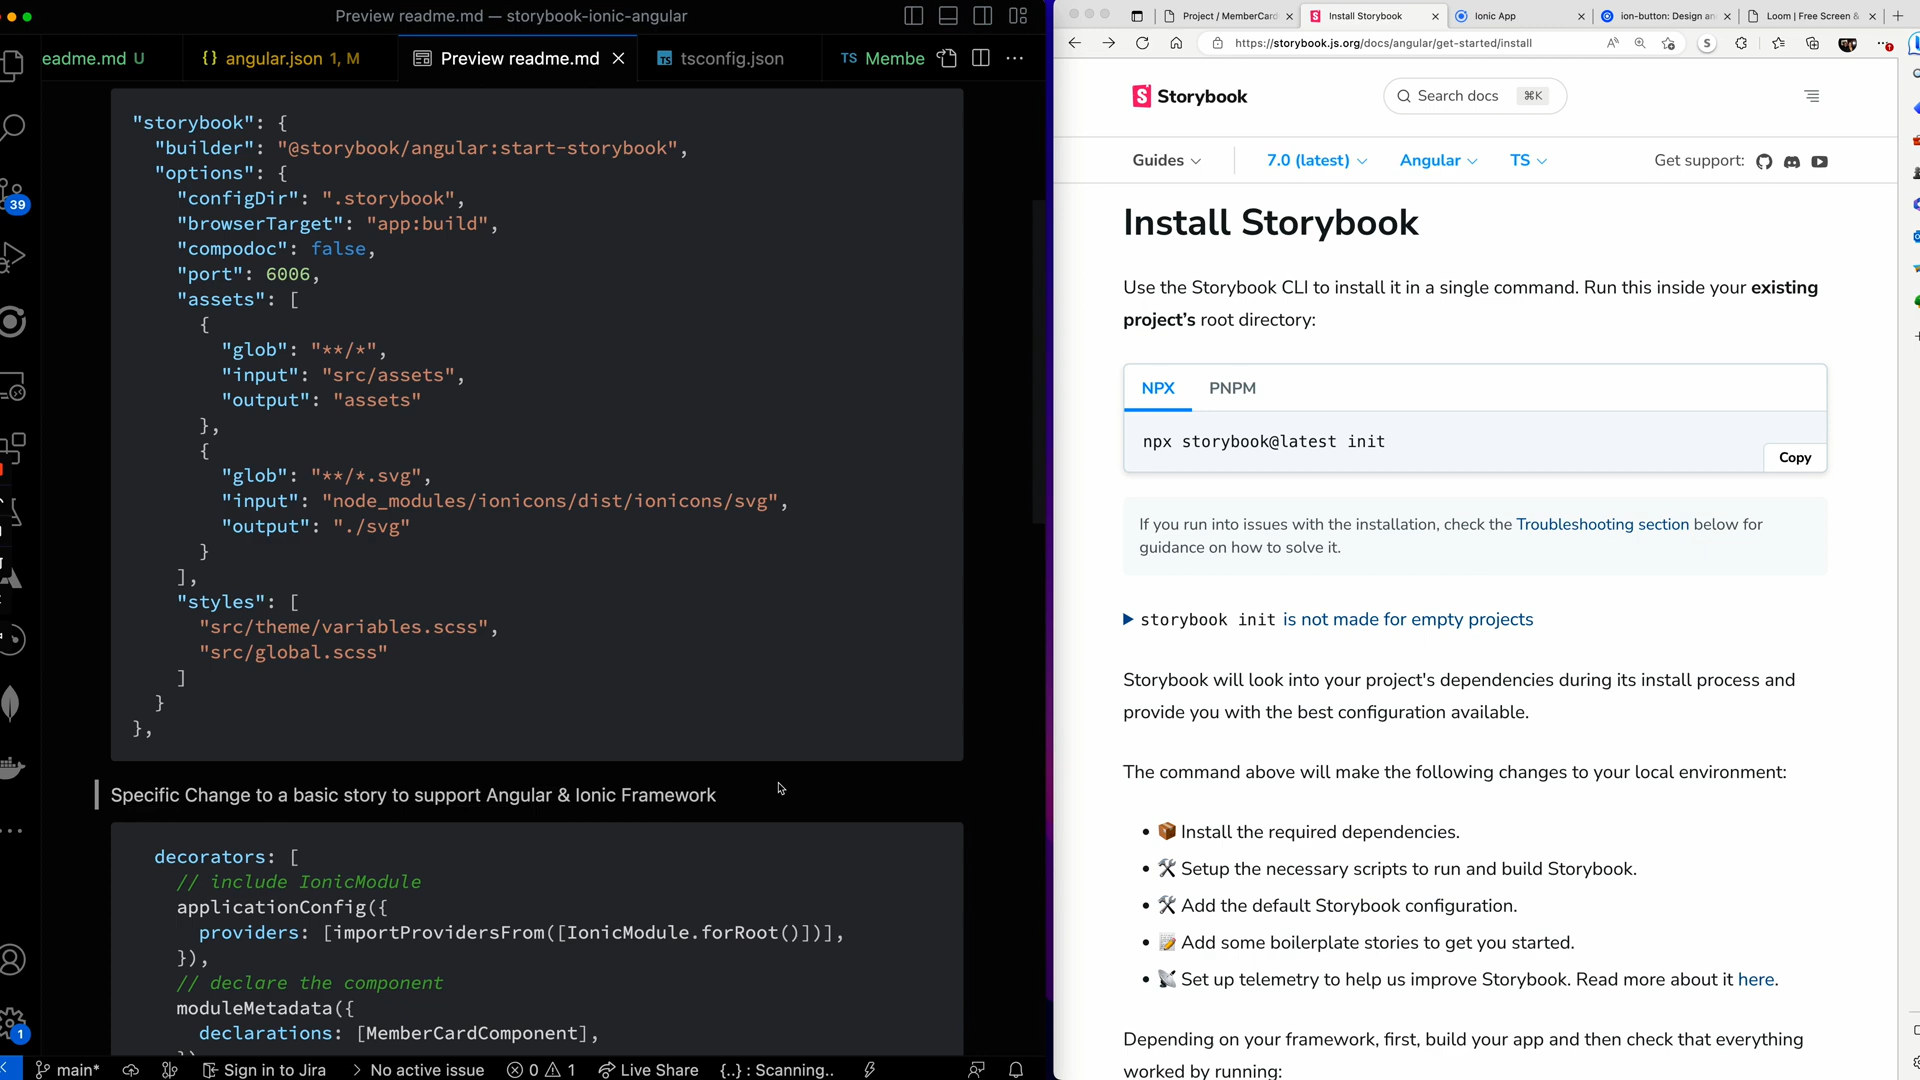 Preview readme.md — storybook-ionic-angular
eadme.md U
{} angular.json 1, M
Preview readme.md
TS tsconfig.json
TS Membe
"storybook": {
"builder": "@storybook/angular:start-storybook",
"options": {
"configDir": ".storybook",
"browserTarget": "app:build",
"compodoc": false,
"port": 6006,
"assets": [
{
"glob": "**/*",
"input": "src/assets",
"output": "assets"
},
{
"glob": "**/*.svg",
"input": "node_modules/ionicons/dist/ionicons/svg",
"output": "./svg"
}
],
"styles": [
"src/theme/variables.scss",
"src/global.scss"
]
}
},
Specific Change to a basic story to support Angular & Ionic Framework
decorators: [
// include IonicModule
applicationConfig({
providers: [importProvidersFrom([IonicModule.forRoot()])],
}),
// declare the component
moduleMetadata({
declarations: [MemberCardComponent],
39
1
main*
Sign in to Jira
No active issue
0 1
Live Share
{..} : Scanning..
Project / MemberCard
Install Storybook
Ionic App
ion-button: Design an
Loom | Free Screen &
https://storybook.js.org/docs/angular/get-started/install
S
Storybook
Search docs
⌘K
Guides
7.0 (latest)
Angular
TS
Get support:
Install Storybook
Use the Storybook CLI to install it in a single command. Run this inside your existing
project's root directory:
NPX
PNPM
npx storybook@latest init
Copy
If you run into issues with the installation, check the Troubleshooting section below for
guidance on how to solve it.
storybook init is not made for empty projects
Storybook will look into your project's dependencies during its install process and
provide you with the best configuration available.
The command above will make the following changes to your local environment:
• 📦 Install the required dependencies.
• 🛠 Setup the necessary scripts to run and build Storybook.
• 🛠 Add the default Storybook configuration.
• 📝 Add some boilerplate stories to get you started.
• 📡 Set up telemetry to help us improve Storybook. Read more about it here.
Depending on your framework, first, build your app and then check that everything
worked by running: